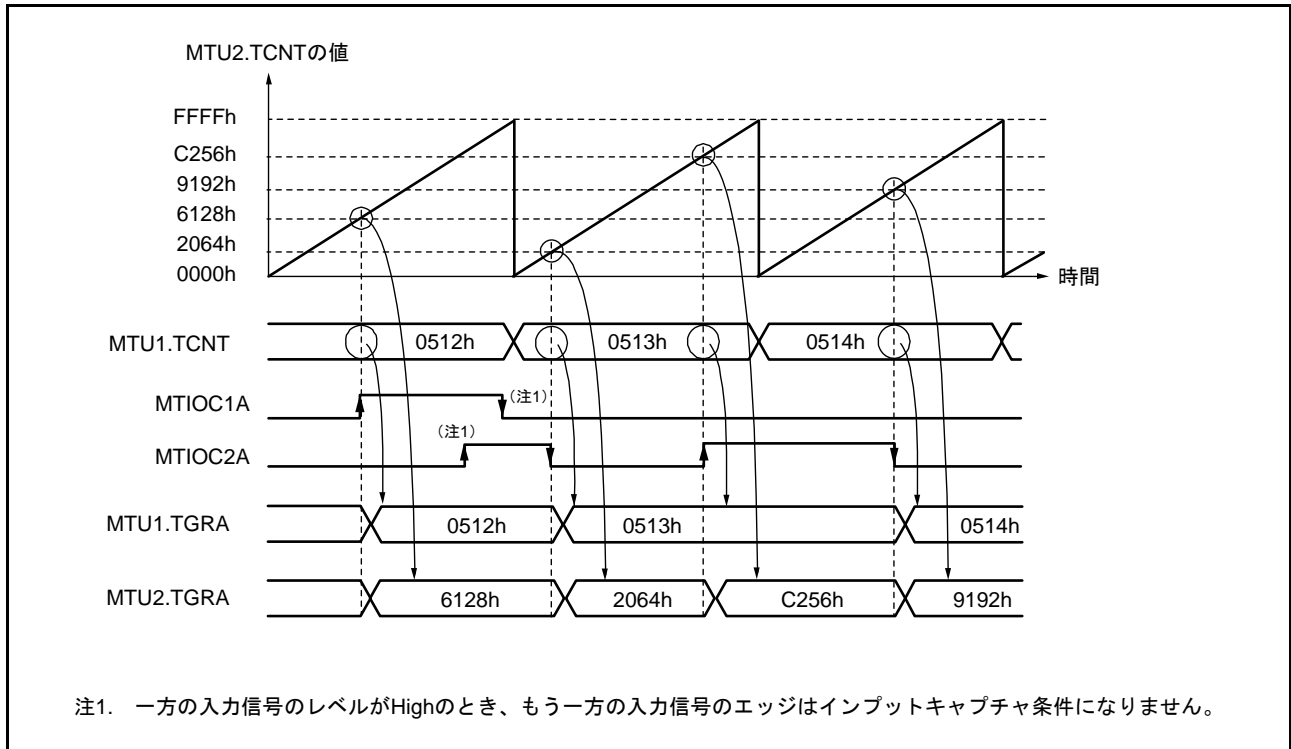 MTU2.TCNTの値
FFFFh
C256h
9192h
6128h
2064h
0000h
時間
MTU1.TCNT
0512h
0513h
0514h
MTIOC1A
(注1)
(注1)
MTIOC2A
MTU1.TGRA
0512h
0513h
0514h
MTU2.TGRA
6128h
2064h
C256h
9192h
注1. 一方の入力信号のレベルがHighのとき、もう一方の入力信号のエッジはインプットキャプチャ条件になりません。